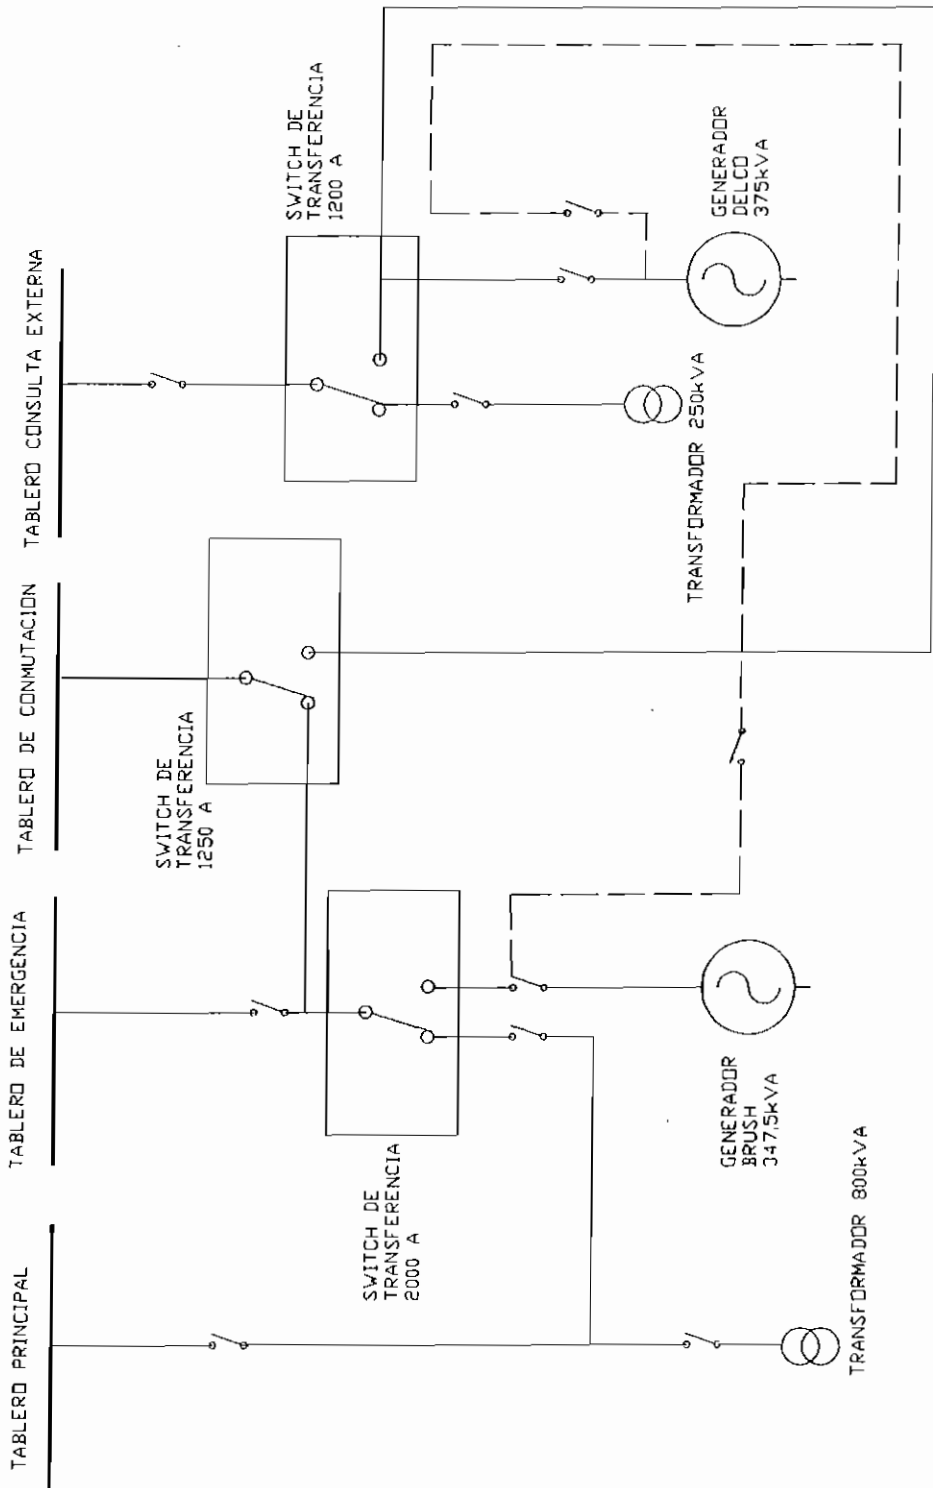 TABLERO PRINCIPAL
TABLERO DE EMERGENCIA
TABLERO DE CONMUTACION
TABLERO CONSULTA EXTERNA
SWITCH DE
TRANSFERENCIA
2000 A
SWITCH DE
TRANSFERENCIA
1250 A
SWITCH DE
TRANSFERENCIA
1200 A
TRANSFORMADOR 800kVA
GENERADOR
BRUSH
347,5kVA
TRANSFORMADOR 250kVA
GENERADOR
DELCO
375kVA